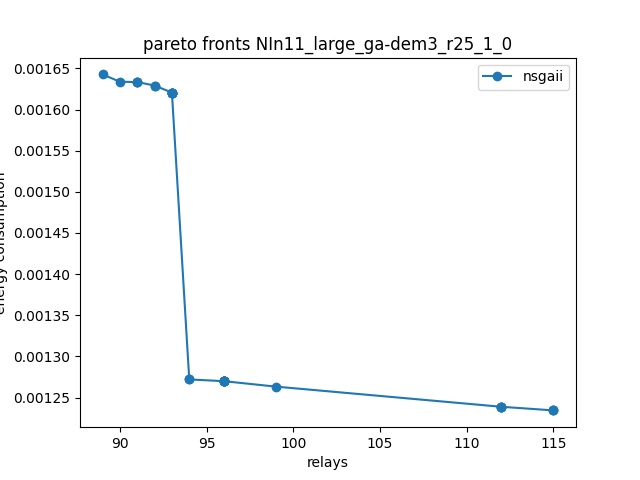 pareto fronts NIn11_large_ga-dem3_r25_1_0
nsgaii
0.00165
0.00160
0.00155
0.00150
0.00145
0.00140
0.00135
0.00130
0.00125
energy consumption
90 95 100 105 110 115
relays